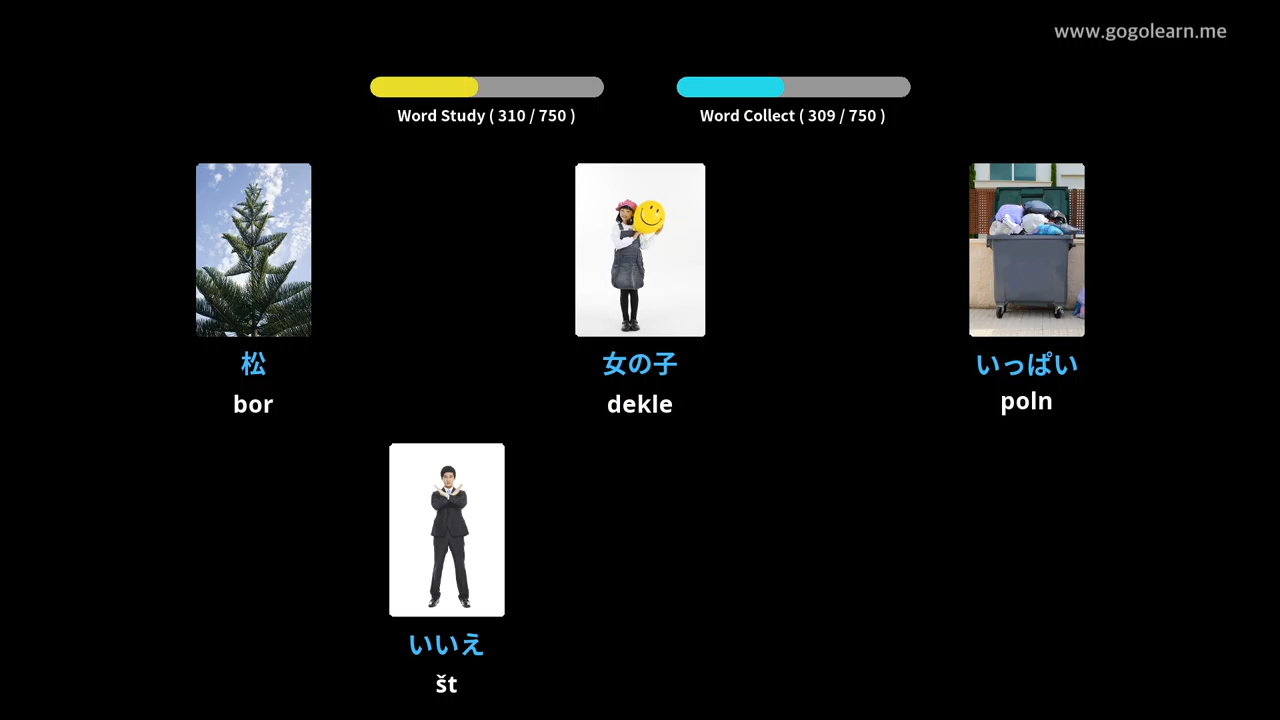 www.gogolearn.me
Word Study ( 310 / 750 )
Word Collect ( 309 / 750 )
松
bor
女の子
dekle
いっぱい
poln
いいえ
št